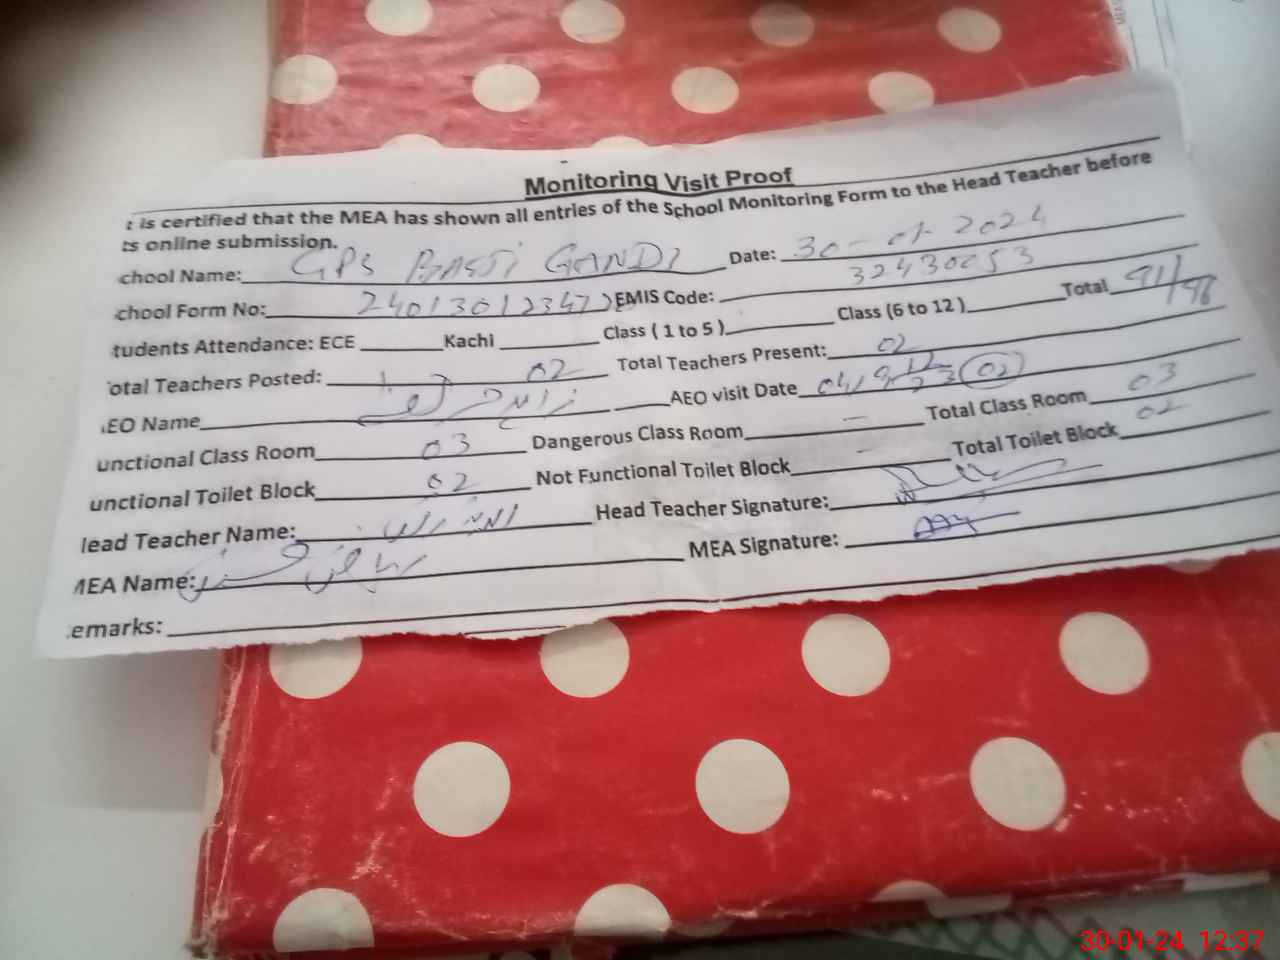 Monitoring Visit Proof
t is certified that the MEA has shown all entries of the School Monitoring Form to the Head Teacher before
ts online submission.
chool Name: GPS BASTI GANDI Date: 30-01-2024
chool Form No: 24013012347 EMIS Code: 32430053
tudents Attendance: ECE Kachi Class ( 1 to 5 ) Class (6 to 12 ) Total 91/96
otal Teachers Posted: 02 Total Teachers Present: 02
EO Name AEO visit Date 02
unctional Class Room 03 Dangerous Class Room — Total Class Room 03
unctional Toilet Block 02 Not Functional Toilet Block — Total Toilet Block 02
lead Teacher Name: Head Teacher Signature:
MEA Name: MEA Signature:
emarks:
30-01-24 12:37